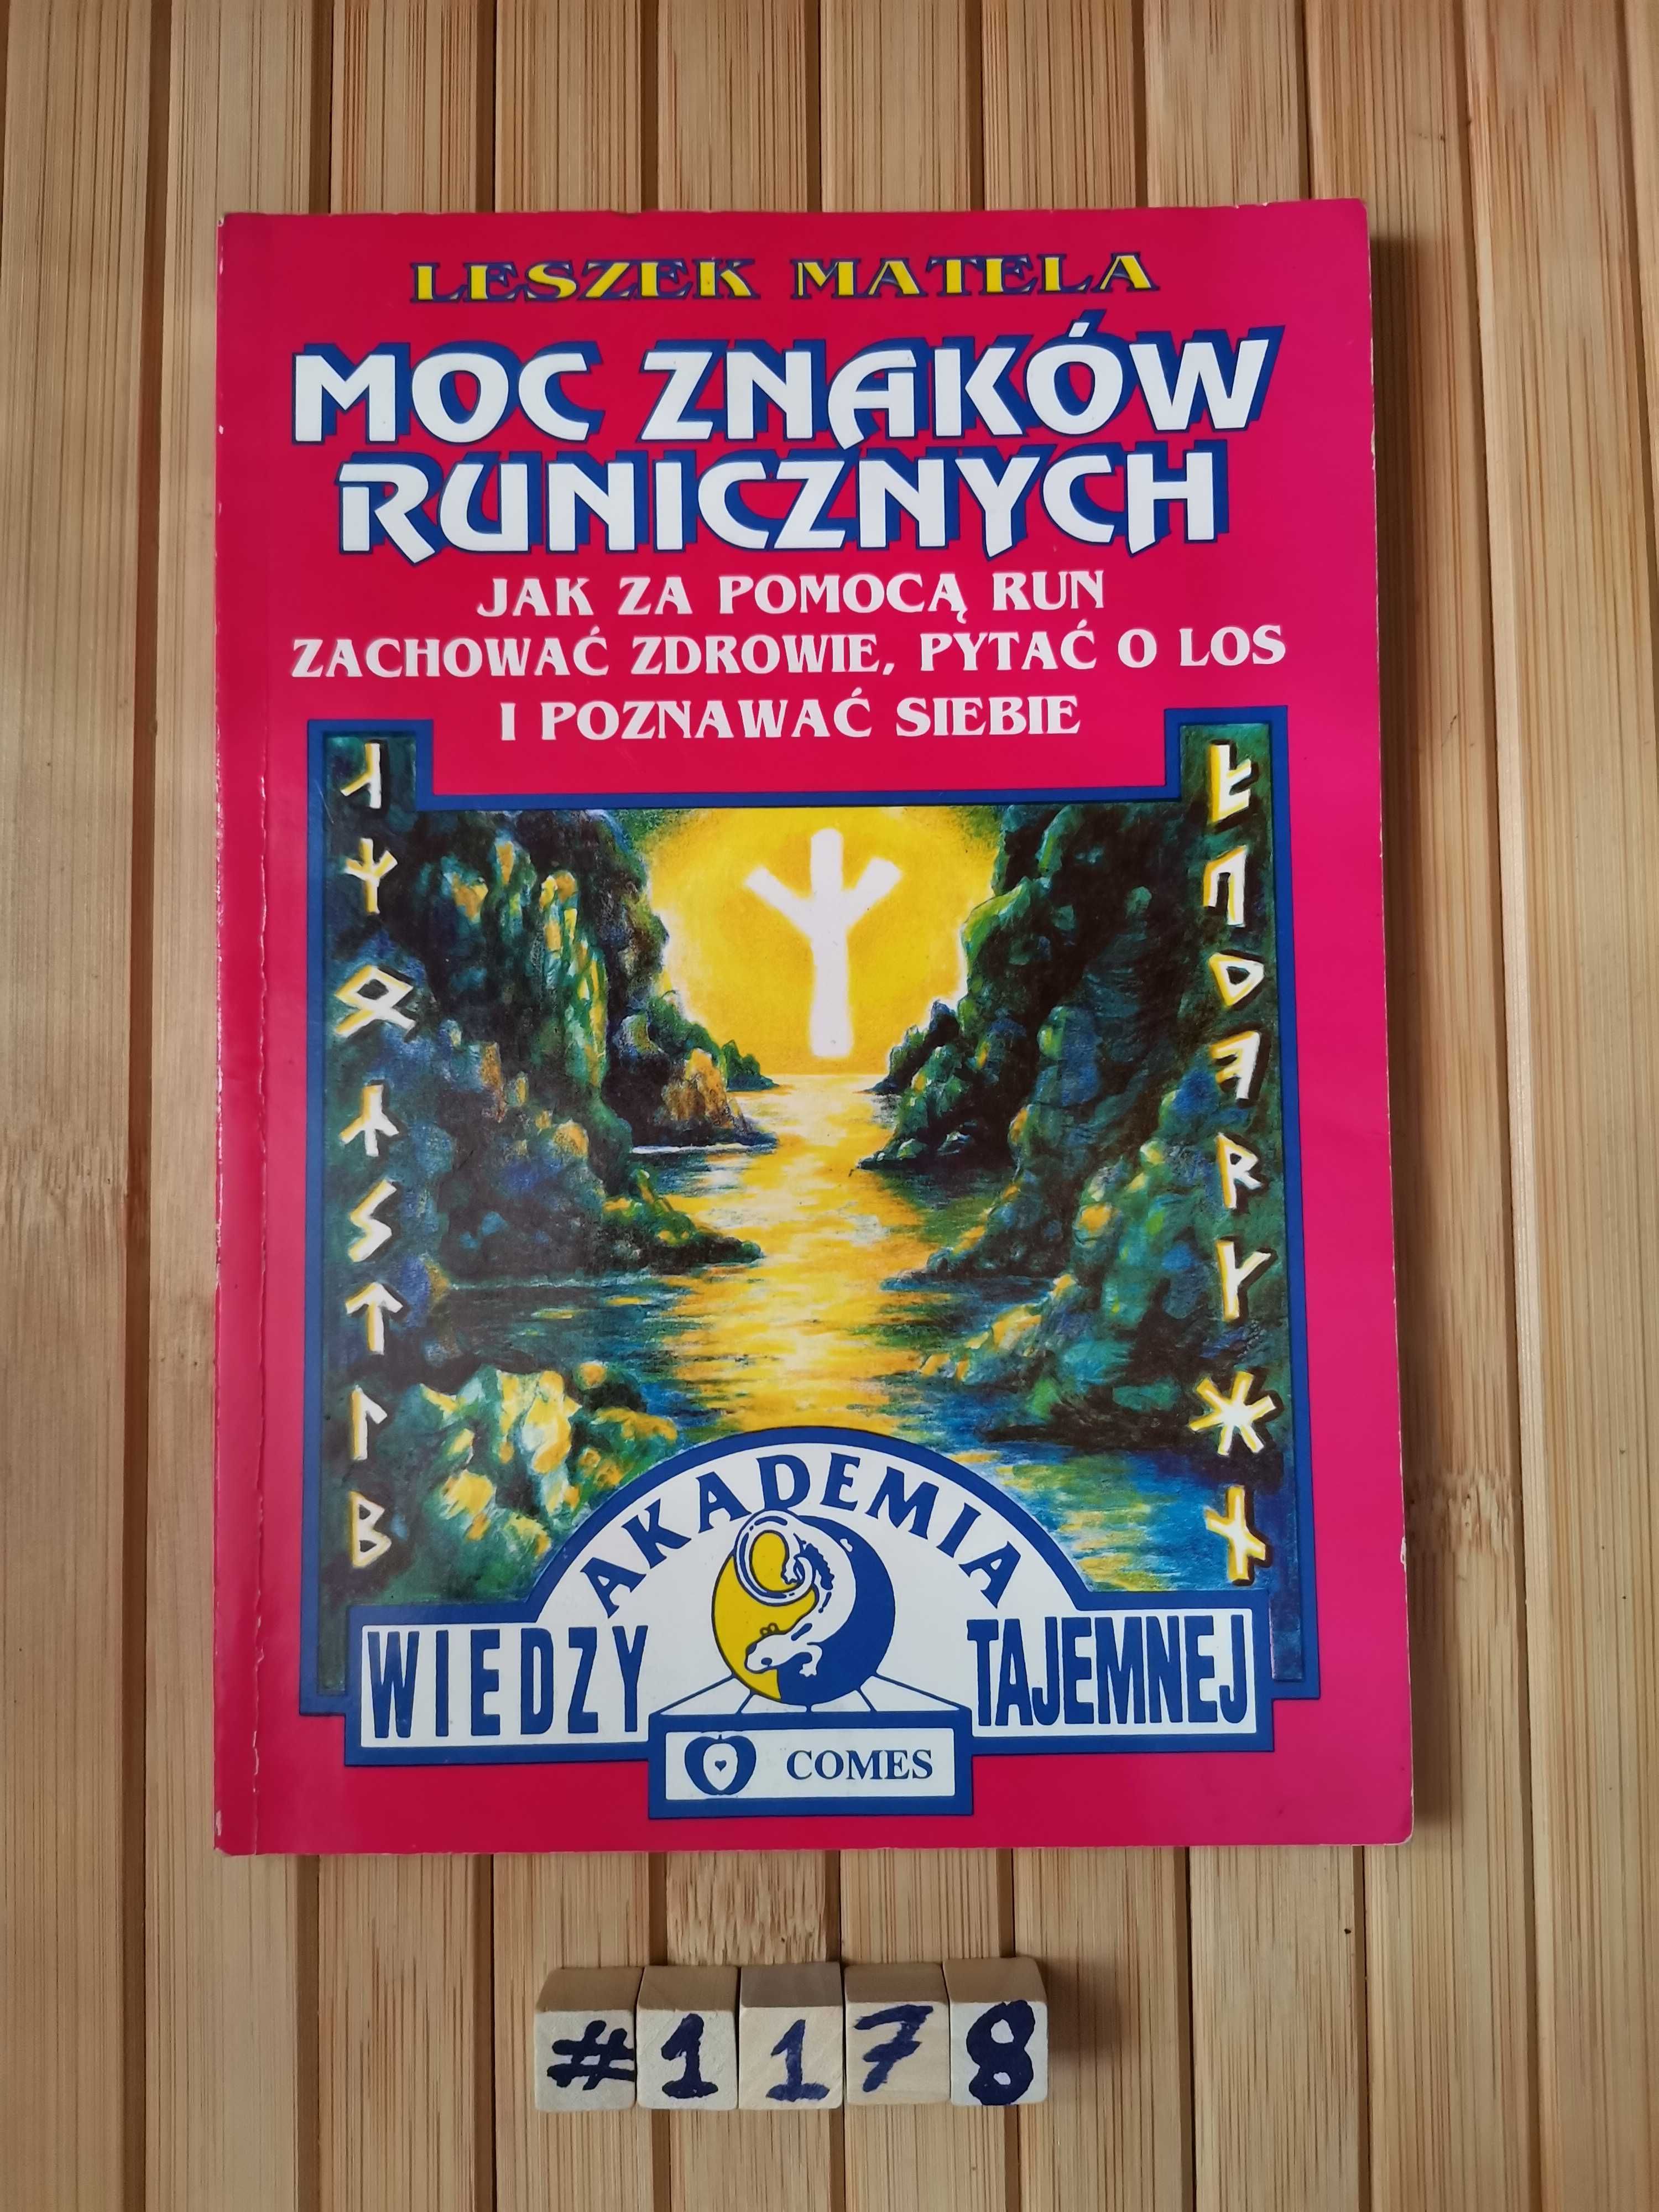 LESZEK MATELA
MOC ZNAKÓW
RUNICZNYCH
JAK ZA POMOCĄ RUN
ZACHOWAĆ ZDROWIE, PYTAĆ O LOS
I POZNAWAĆ SIEBIE
AKADEMIA
WIEDZY TAJEMNEJ
COMES
#1178